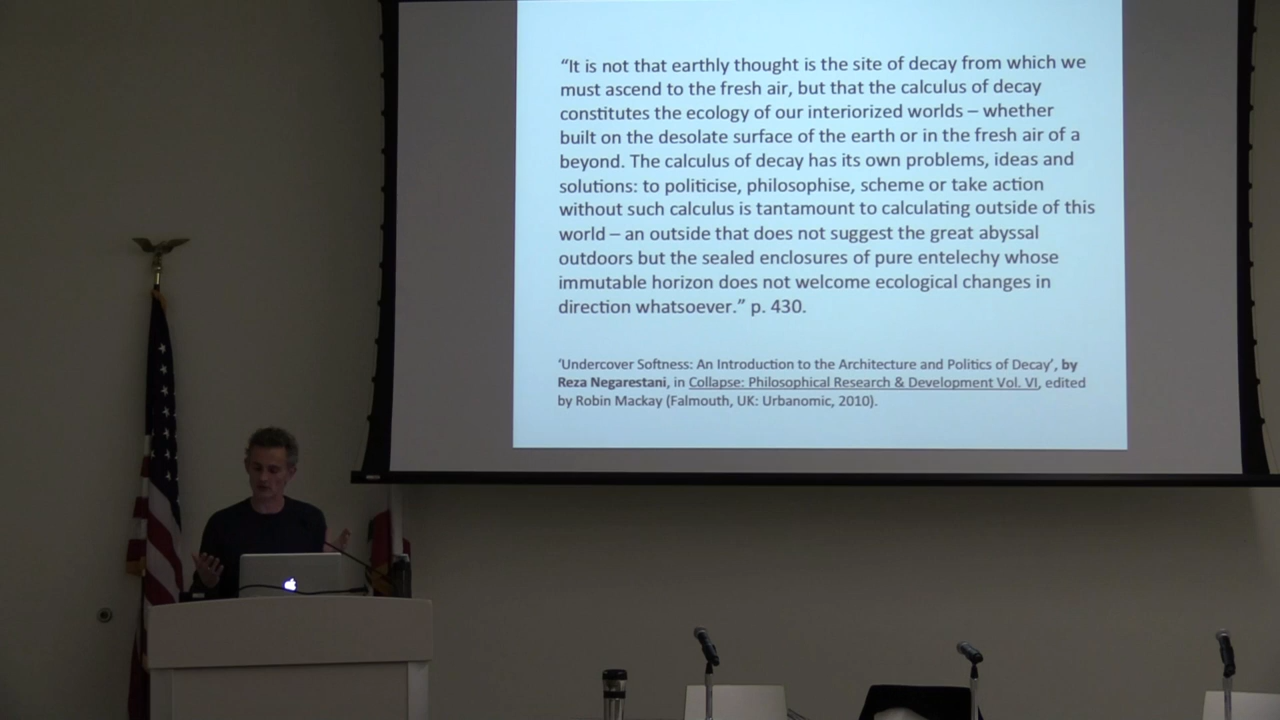 “It is not that earthly thought is the site of decay from which we
must ascend to the fresh air, but that the calculus of decay
constitutes the ecology of our interiorized worlds – whether
built on the desolate surface of the earth or in the fresh air of a
beyond. The calculus of decay has its own problems, ideas and
solutions: to politicise, philosophise, scheme or take action
without such calculus is tantamount to calculating outside of this
world – an outside that does not suggest the great abyssal
outdoors but the sealed enclosures of pure entelechy whose
immutable horizon does not welcome ecological changes in
direction whatsoever.” p. 430.
‘Undercover Softness: An Introduction to the Architecture and Politics of Decay’, by
Reza Negarestani, in Collapse: Philosophical Research & Development Vol. VI, edited
by Robin Mackay (Falmouth, UK: Urbanomic, 2010).